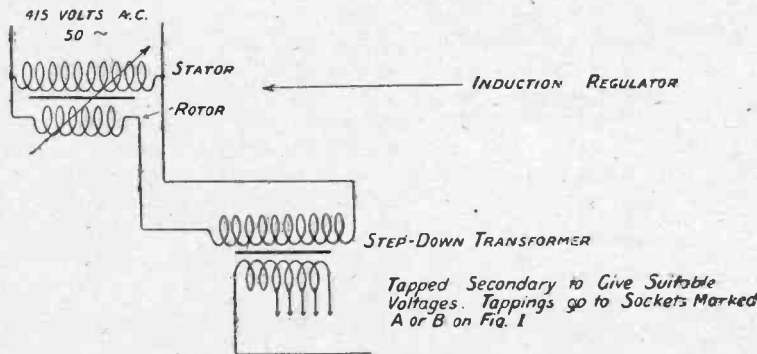 415 VOLTS A.C.
50 ~
STATOR
INDUCTION REGULATOR
ROTOR
STEP-DOWN TRANSFORMER
Tapped Secondary to Give Suitable
Voltages. Tappings go to Sockets Marked
A or B on Fig. 1